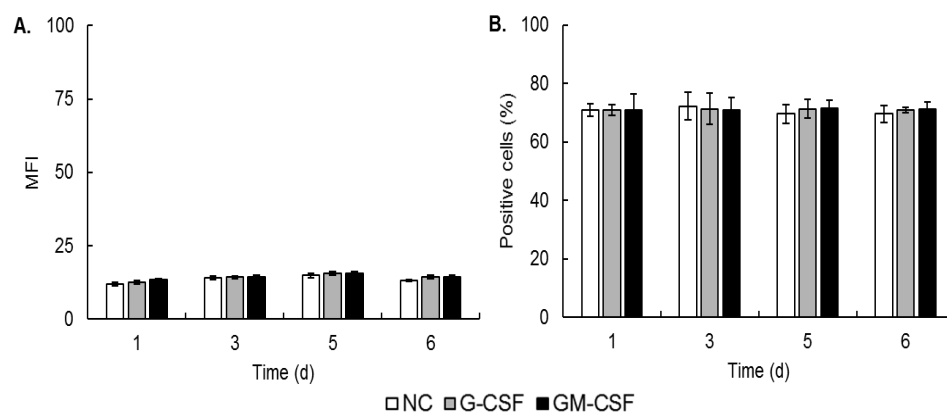 A.
MFI
100
75
50
25
0
1 3 5 6
Time (d)
B.
Positive cells (%)
100
80
60
40
20
0
1 3 5 6
Time (d)
NC G-CSF GM-CSF